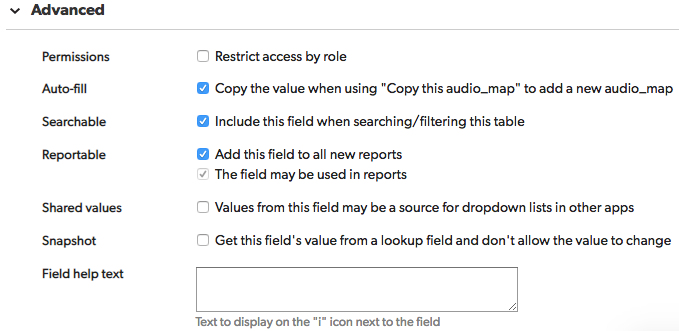 Advanced
Permissions Restrict access by role
Auto-fill Copy the value when using "Copy this audio_map" to add a new audio_map
Searchable Include this field when searching/filtering this table
Reportable Add this field to all new reports
The field may be used in reports
Shared values Values from this field may be a source for dropdown lists in other apps
Snapshot Get this field's value from a lookup field and don't allow the value to change
Field help text
Text to display on the "i" icon next to the field